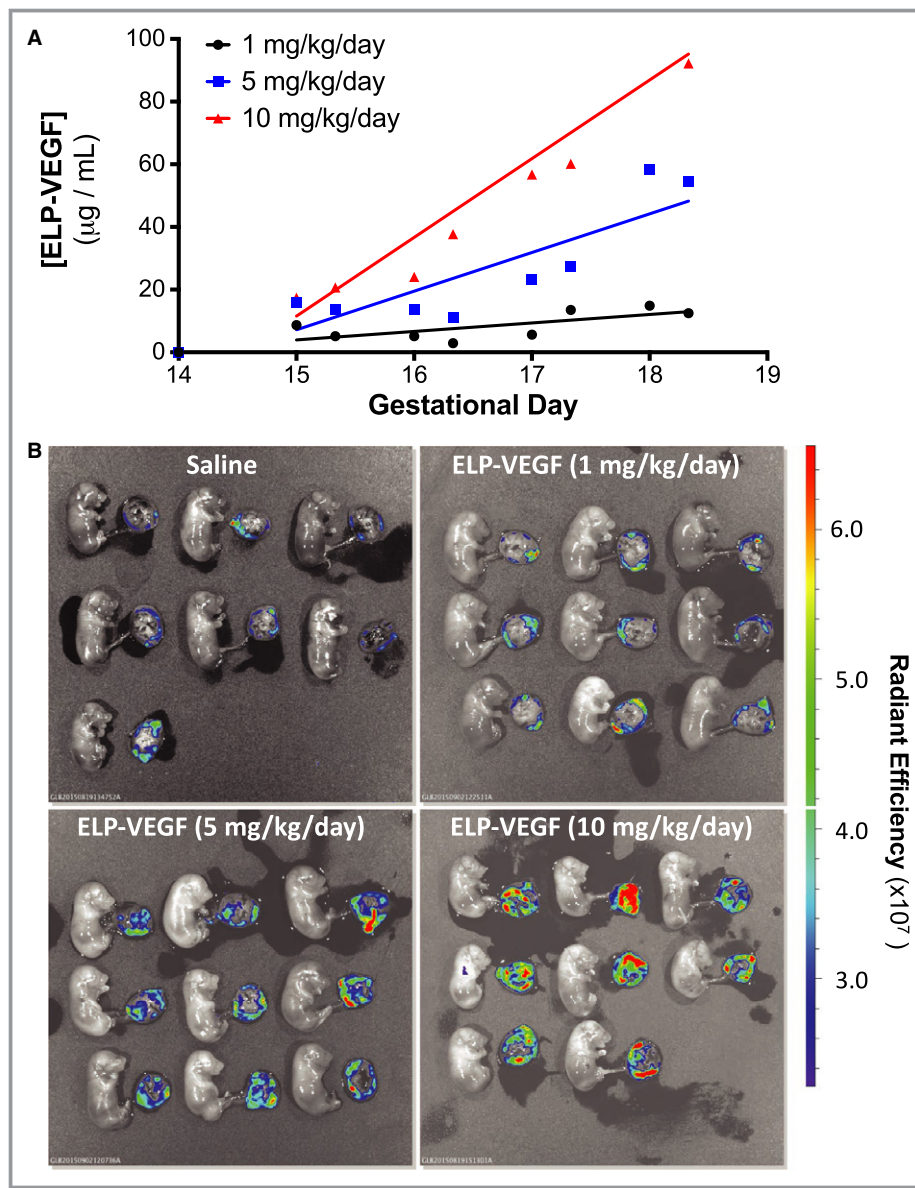 A
1 mg/kg/day
5 mg/kg/day
10 mg/kg/day
[ELP-VEGF]
(µg / mL)
100
80
60
40
20
0
14 15 16 17 18 19
Gestational Day
B
Saline
ELP-VEGF (1 mg/kg/day)
GLB20150819134752A
ELP-VEGF (5 mg/kg/day)
ELP-VEGF (10 mg/kg/day)
GLB20150902120736A
6.0
5.0
4.0
3.0
Radiant Efficiency (x10⁷ )